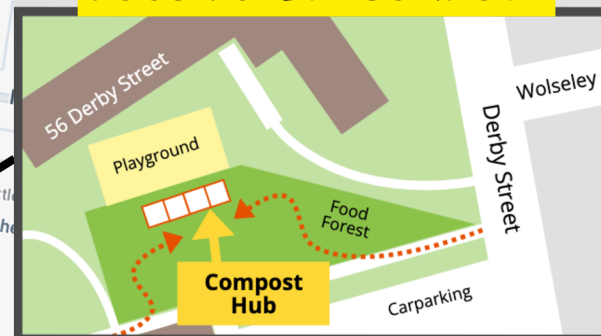 56 Derby Street
Playground
Wolseley
Derby Street
Food
Forest
Compost
Hub
Carparking